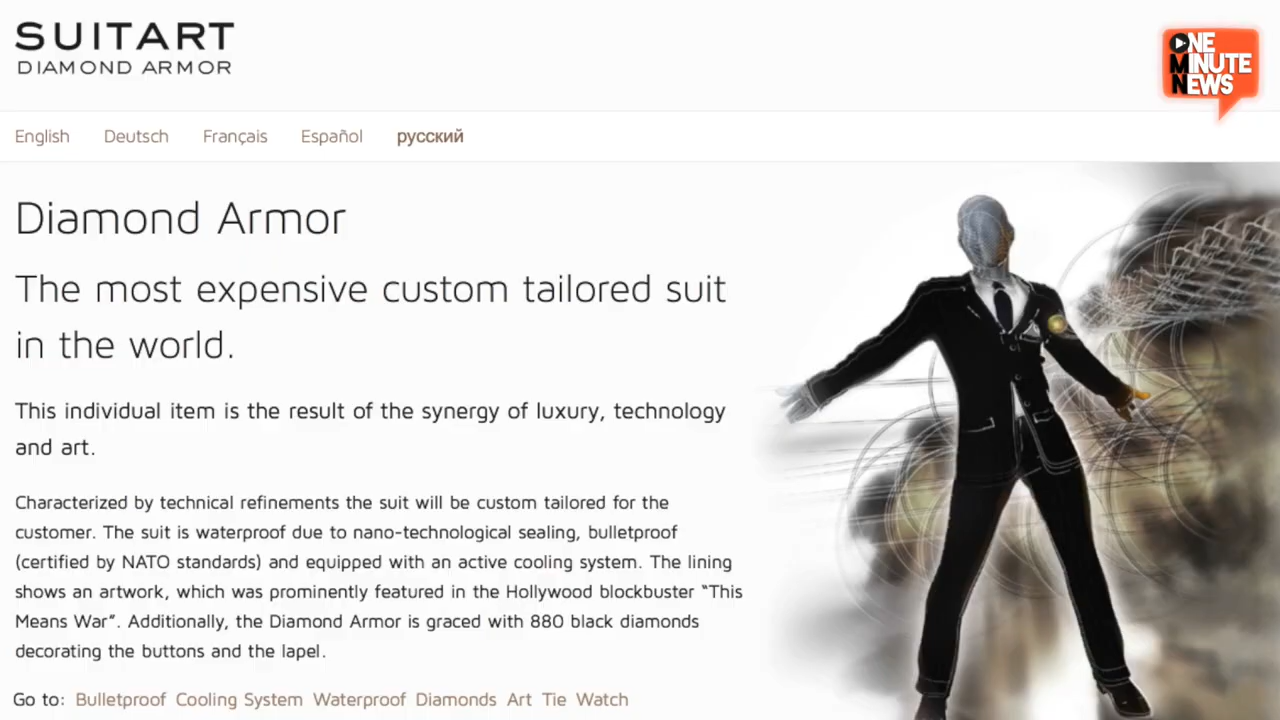 SUITART
DIAMOND ARMOR
ONE
MINUTE
NEWS
English Deutsch Français Español русский
Diamond Armor
The most expensive custom tailored suit
in the world.
This individual item is the result of the synergy of luxury, technology
and art.
Characterized by technical refinements the suit will be custom tailored for the
customer. The suit is waterproof due to nano-technological sealing, bulletproof
(certified by NATO standards) and equipped with an active cooling system. The lining
shows an artwork, which was prominently featured in the Hollywood blockbuster “This
Means War”. Additionally, the Diamond Armor is graced with 880 black diamonds
decorating the buttons and the lapel.
Go to: Bulletproof Cooling System Waterproof Diamonds Art Tie Watch